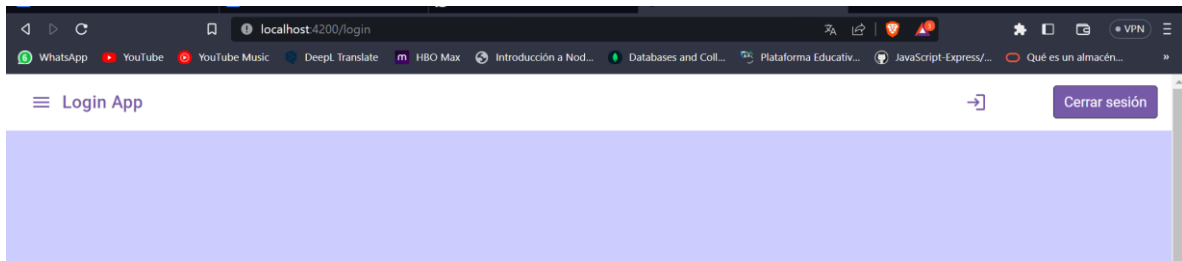 localhost:4200/login
VPN
6 WhatsApp YouTube YouTube Music DeepL Translate m HBO Max Introducción a Nod... Databases and Coll... Plataforma Educativ... JavaScript-Express/... Qué es un almacén... »
Login App Cerrar sesión